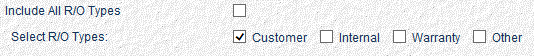 Include All R/O Types
Select R/O Types: Customer Internal Warranty Other